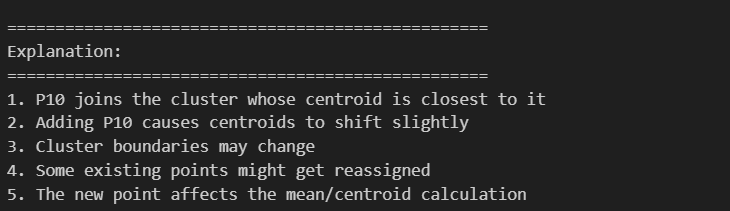 ==================================================
Explanation:
==================================================
1. P10 joins the cluster whose centroid is closest to it
2. Adding P10 causes centroids to shift slightly
3. Cluster boundaries may change
4. Some existing points might get reassigned
5. The new point affects the mean/centroid calculation